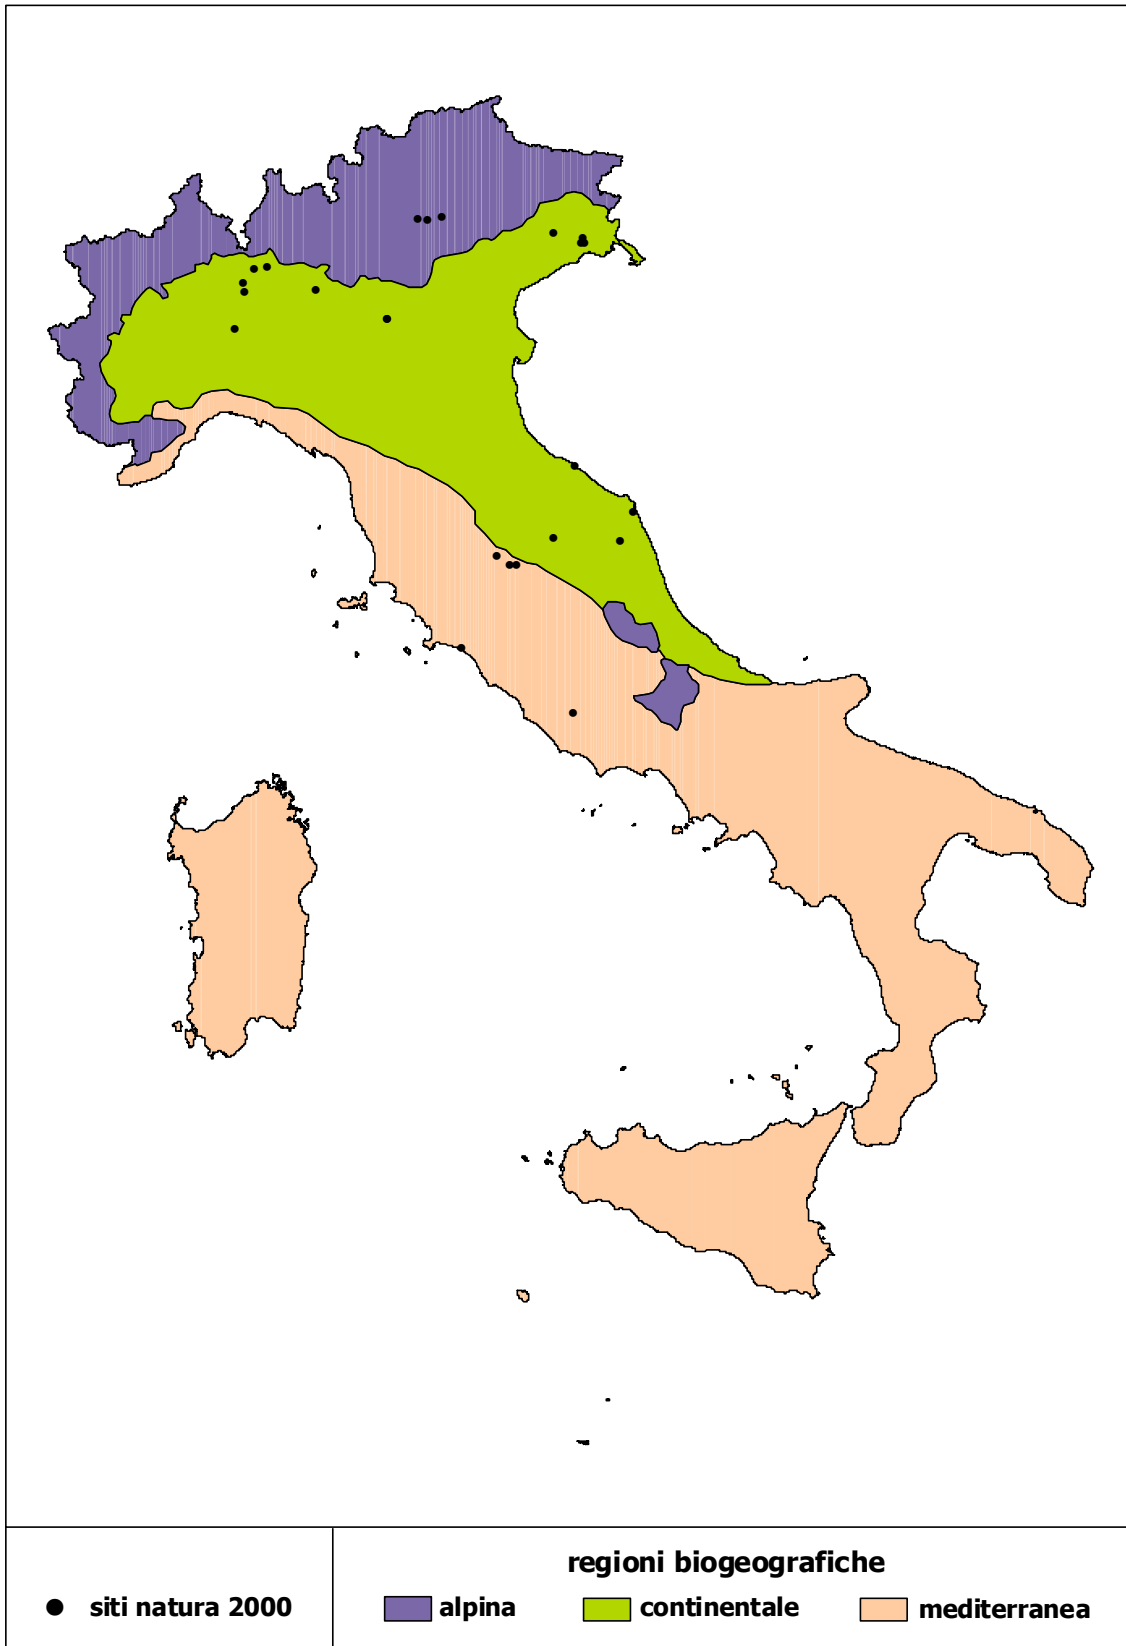 regioni biogeografiche
siti natura 2000
alpina
continentale
mediterranea